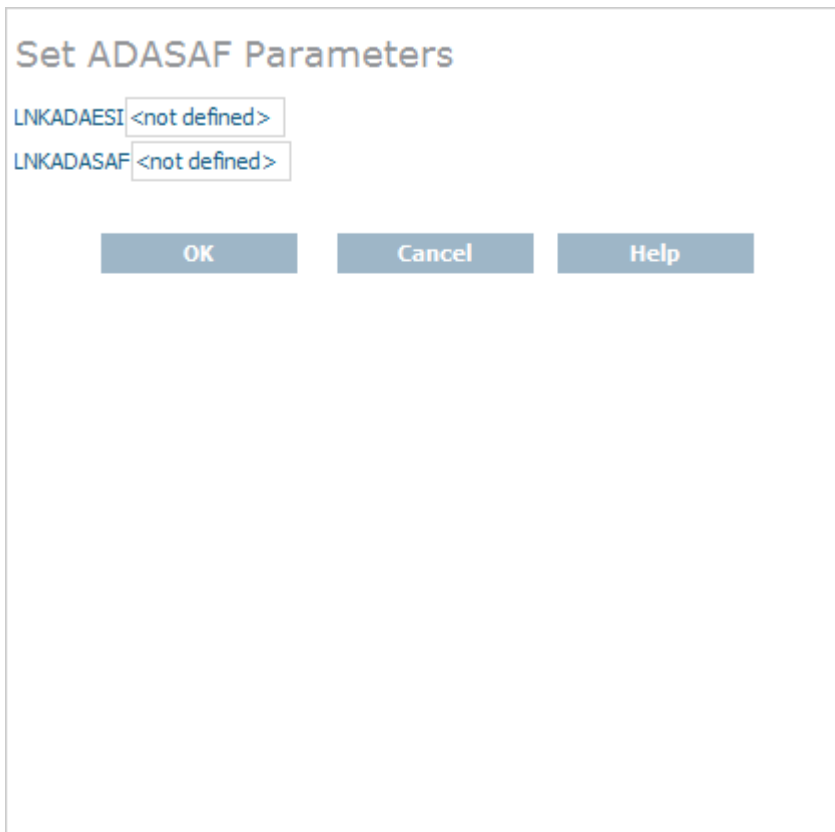 Set ADASAF Parameters
LNKADAESI <not defined>
LNKADASAF <not defined>
OK Cancel Help